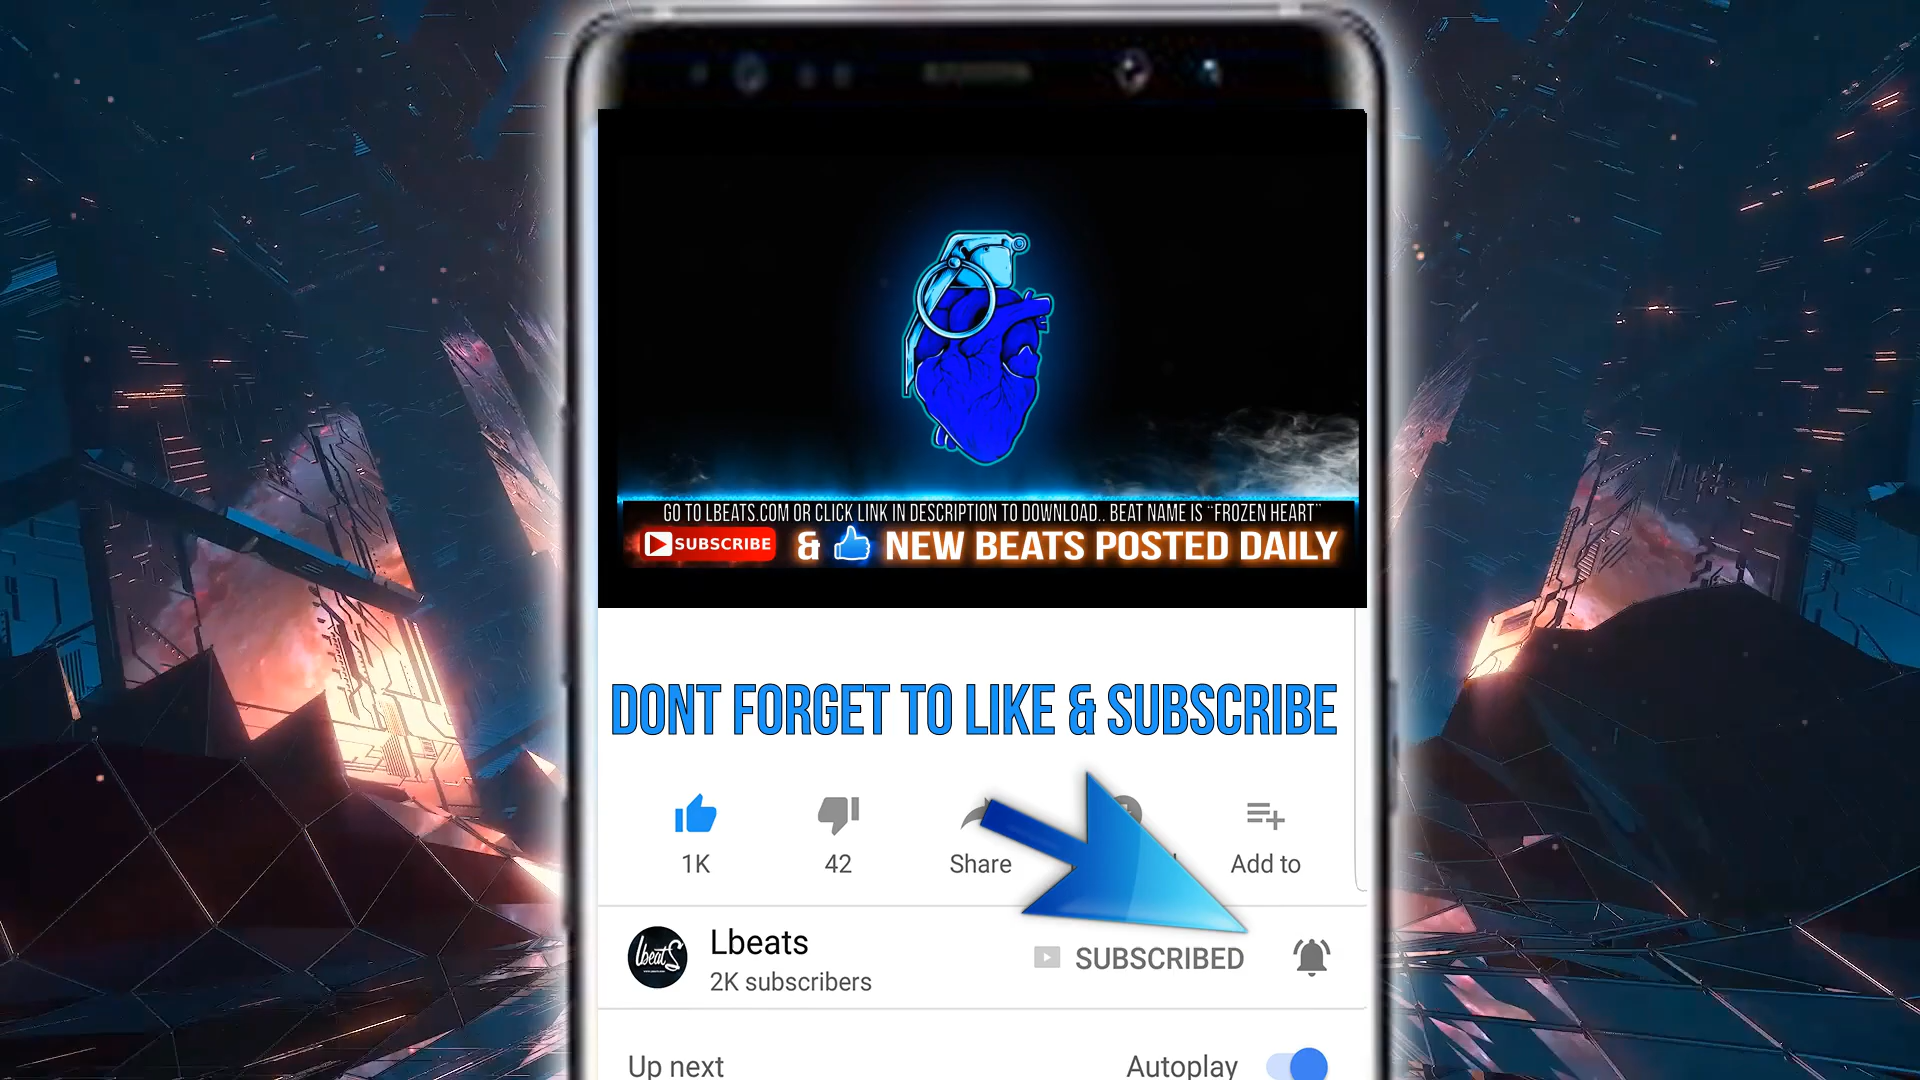 GO TO LBEATS.COM OR CLICK LINK IN DESCRIPTION TO DOWNLOAD.. BEAT NAME IS "FROZEN HEART"
SUBSCRIBE & NEW BEATS POSTED DAILY
DONT FORGET TO LIKE & SUBSCRIBE
1K 42 Share Add to
Lbeats
lbeatS
2K subscribers
SUBSCRIBED
Up next Autoplay